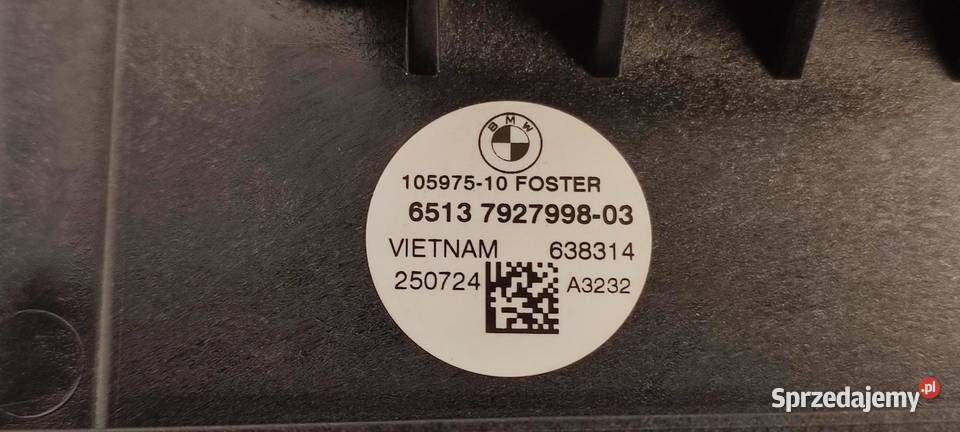 BMW
105975-10 FOSTER
6513 7927998-03
VIETNAM 638314
250724 A3232
Sprzedajemy.pl